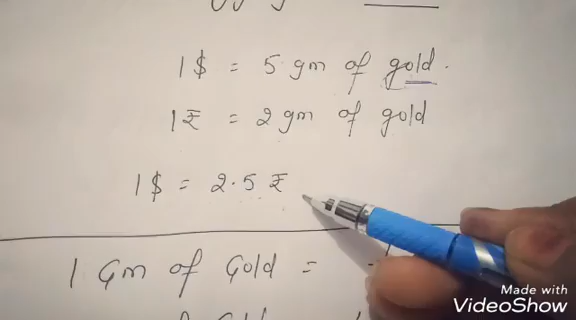 1$ = 5 gm of gold.
1₹ = 2 gm of gold
1$ = 2.5 ₹
1 Gm of Gold =
Made with
VideoShow